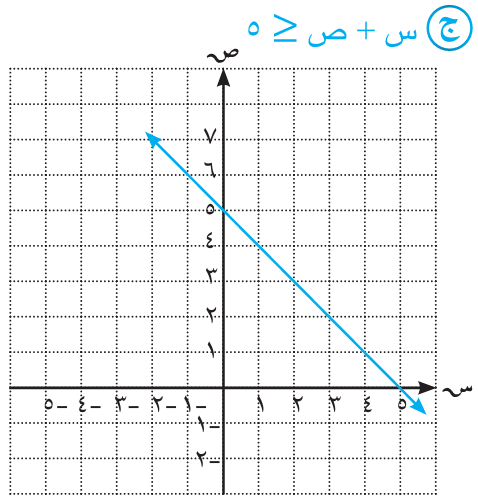 ج س + ص ≤ ٥
ص
٧
٦
٥
٤
٣
٢
١
س
-٥ -٤ -٣ -٢ -١ ١ ٢ ٣ ٤ ٥
-١
-٢